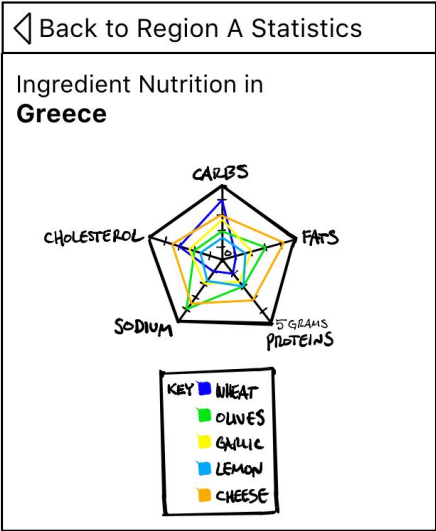 Back to Region A Statistics
Ingredient Nutrition in
Greece
CARBS
CHOLESTEROL
FATS
0
SODIUM
5 GRAMS
PROTEINS
KEY WHEAT
OLIVES
GARLIC
LEMON
CHEESE